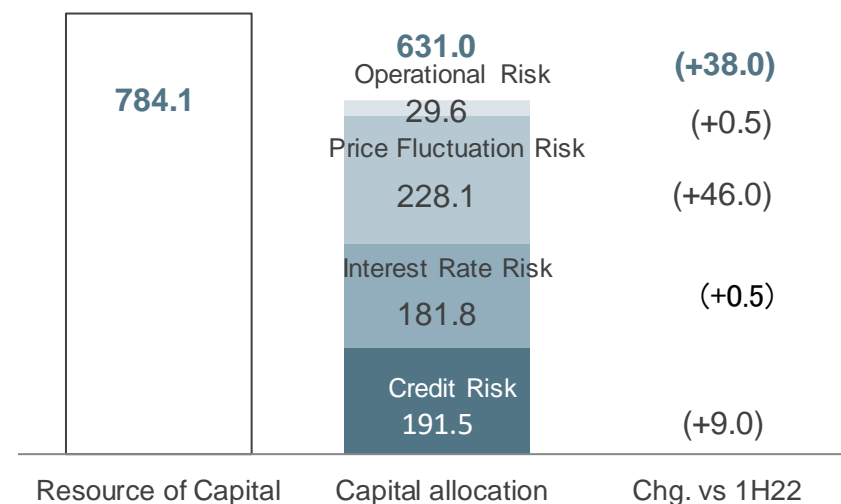 784.1
631.0
(+38.0)
Operational Risk
29.6
(+0.5)
Price Fluctuation Risk
228.1
(+46.0)
Interest Rate Risk
181.8
(+0.5)
Credit Risk
191.5
(+9.0)
Resource of Capital
Capital allocation
Chg. vs 1H22